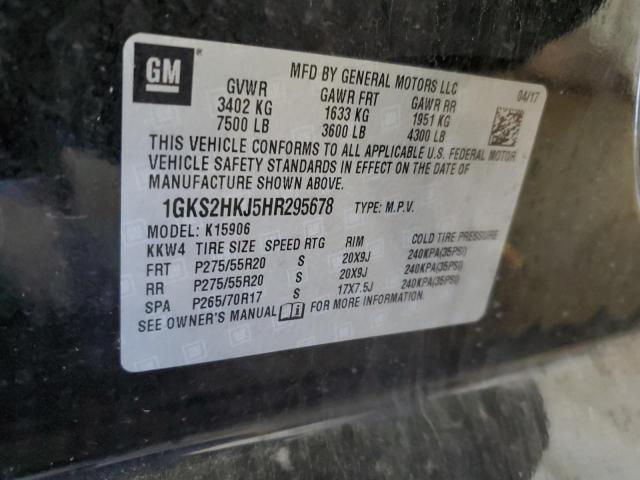 GM
MFD BY GENERAL MOTORS LLC
04/17
GVWR GAWR FRT GAWR RR
3402 KG 1633 KG 1951 KG
7500 LB 3600 LB 4300 LB
THIS VEHICLE CONFORMS TO ALL APPLICABLE U.S. FEDERAL MOTOR
VEHICLE SAFETY STANDARDS IN EFFECT ON THE DATE OF
MANUFACTURE SHOWN ABOVE.
1GKS2HKJ5HR295678 TYPE: M.P.V.
MODEL: K15906
KKW4 TIRE SIZE SPEED RTG RIM COLD TIRE PRESSURE
FRT P275/55R20 S 20X9J 240KPA(35PSI)
RR P275/55R20 S 20X9J 240KPA(35PSI)
SPA P265/70R17 S 17X7.5J 240KPA(35PSI)
SEE OWNER'S MANUAL FOR MORE INFORMATION.